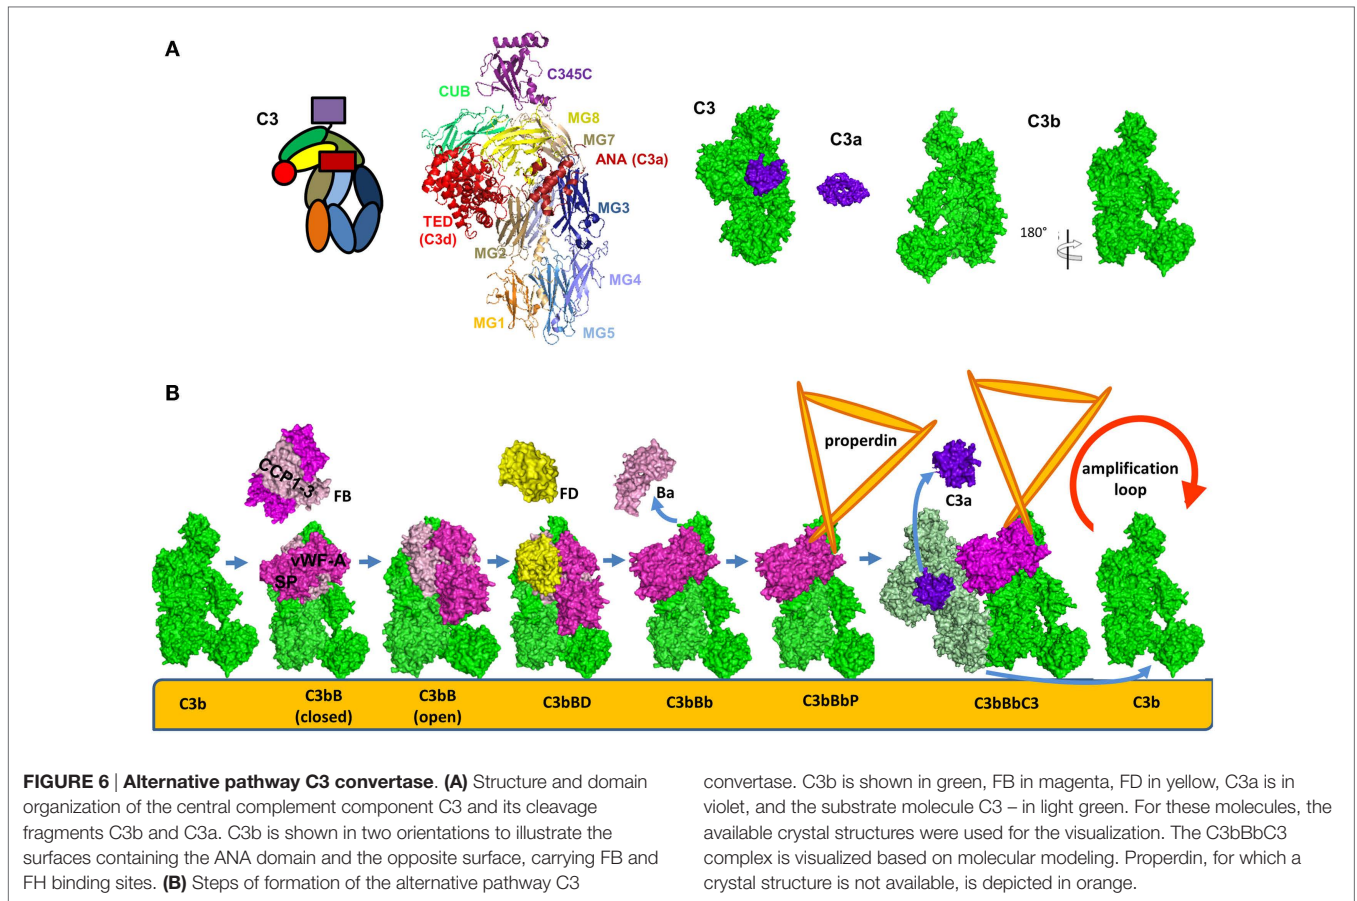 A
C3
C345C
CUB
MG8
MG7
ANA (C3a)
TED
(C3d)
MG3
MG2
MG4
MG1
MG5
C3
C3a
C3b
180°
B
CCP1-3
FB
vWF-A
SP
FD
Ba
properdin
C3a
amplification
loop
C3b
C3bB
(closed)
C3bB
(open)
C3bBD
C3bBb
C3bBbP
C3bBbC3
C3b
FIGURE 6 | Alternative pathway C3 convertase. (A) Structure and domain
organization of the central complement component C3 and its cleavage
fragments C3b and C3a. C3b is shown in two orientations to illustrate the
surfaces containing the ANA domain and the opposite surface, carrying FB and
FH binding sites. (B) Steps of formation of the alternative pathway C3
convertase. C3b is shown in green, FB in magenta, FD in yellow, C3a is in
violet, and the substrate molecule C3 – in light green. For these molecules, the
available crystal structures were used for the visualization. The C3bBbC3
complex is visualized based on molecular modeling. Properdin, for which a
crystal structure is not available, is depicted in orange.